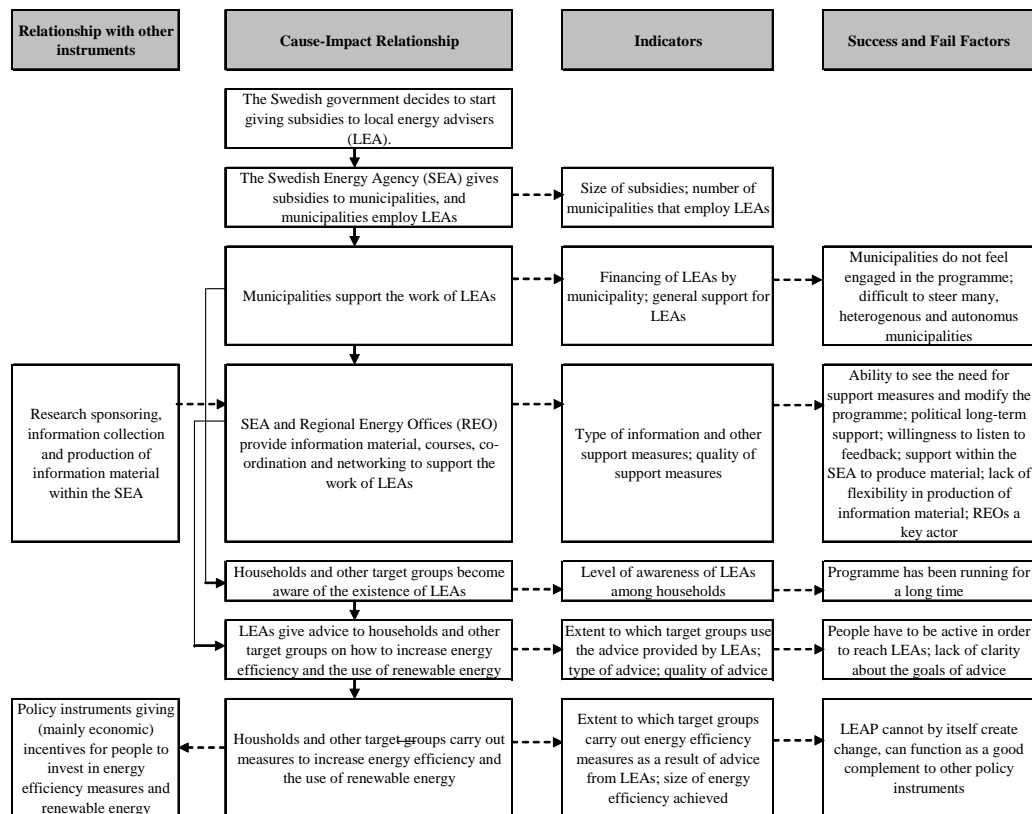 Relationship with other
instruments
Cause-Impact Relationship
Indicators
Success and Fail Factors
The Swedish government decides to start
giving subsidies to local energy advisers
(LEA).
The Swedish Energy Agency (SEA) gives
subsidies to municipalities, and
municipalities employ LEAs
Size of subsidies; number of
municipalities that employ LEAs
Municipalities support the work of LEAs
Financing of LEAs by
municipality; general support for
LEAs
Municipalities do not feel
engaged in the programme;
difficult to steer many,
heterogenous and autonomus
municipalities
Research sponsoring,
information collection
and production of
information material
within the SEA
SEA and Regional Energy Offices (REO)
provide information material, courses, co-
ordination and networking to support the
work of LEAs
Type of information and other
support measures; quality of
support measures
Ability to see the need for
support measures and modify the
programme; political long-term
support; willingness to listen to
feedback; support within the
SEA to produce material; lack of
flexibility in production of
information material; REOs a
key actor
Households and other target groups become
aware of the existence of LEAs
Level of awareness of LEAs
among households
Programme has been running for
a long time
LEAs give advice to households and other
target groups on how to increase energy
efficiency and the use of renewable energy
Extent to which target groups use
the advice provided by LEAs;
type of advice; quality of advice
People have to be active in order
to reach LEAs; lack of clarity
about the goals of advice
Policy instruments giving
(mainly economic)
incentives for people to
invest in energy
efficiency measures and
renewable energy
Housholds and other target groups carry out
measures to increase energy efficiency and
the use of renewable energy
Extent to which target groups
carry out energy efficiency
measures as a result of advice
from LEAs; size of energy
efficiency achieved
LEAP cannot by itself create
change, can function as a good
complement to other policy
instruments